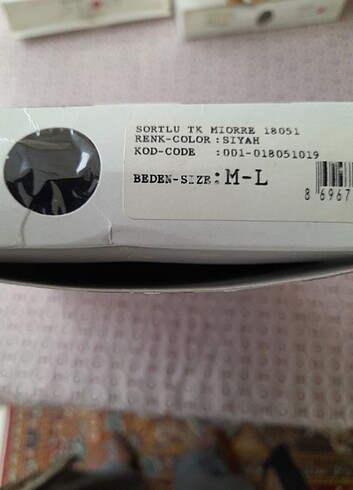 SORTLU TK MIORRE 18051
RENK-COLOR : SIYAH
KOD-CODE : 001-018051019
BEDEN-SIZE : M-L
8 6967